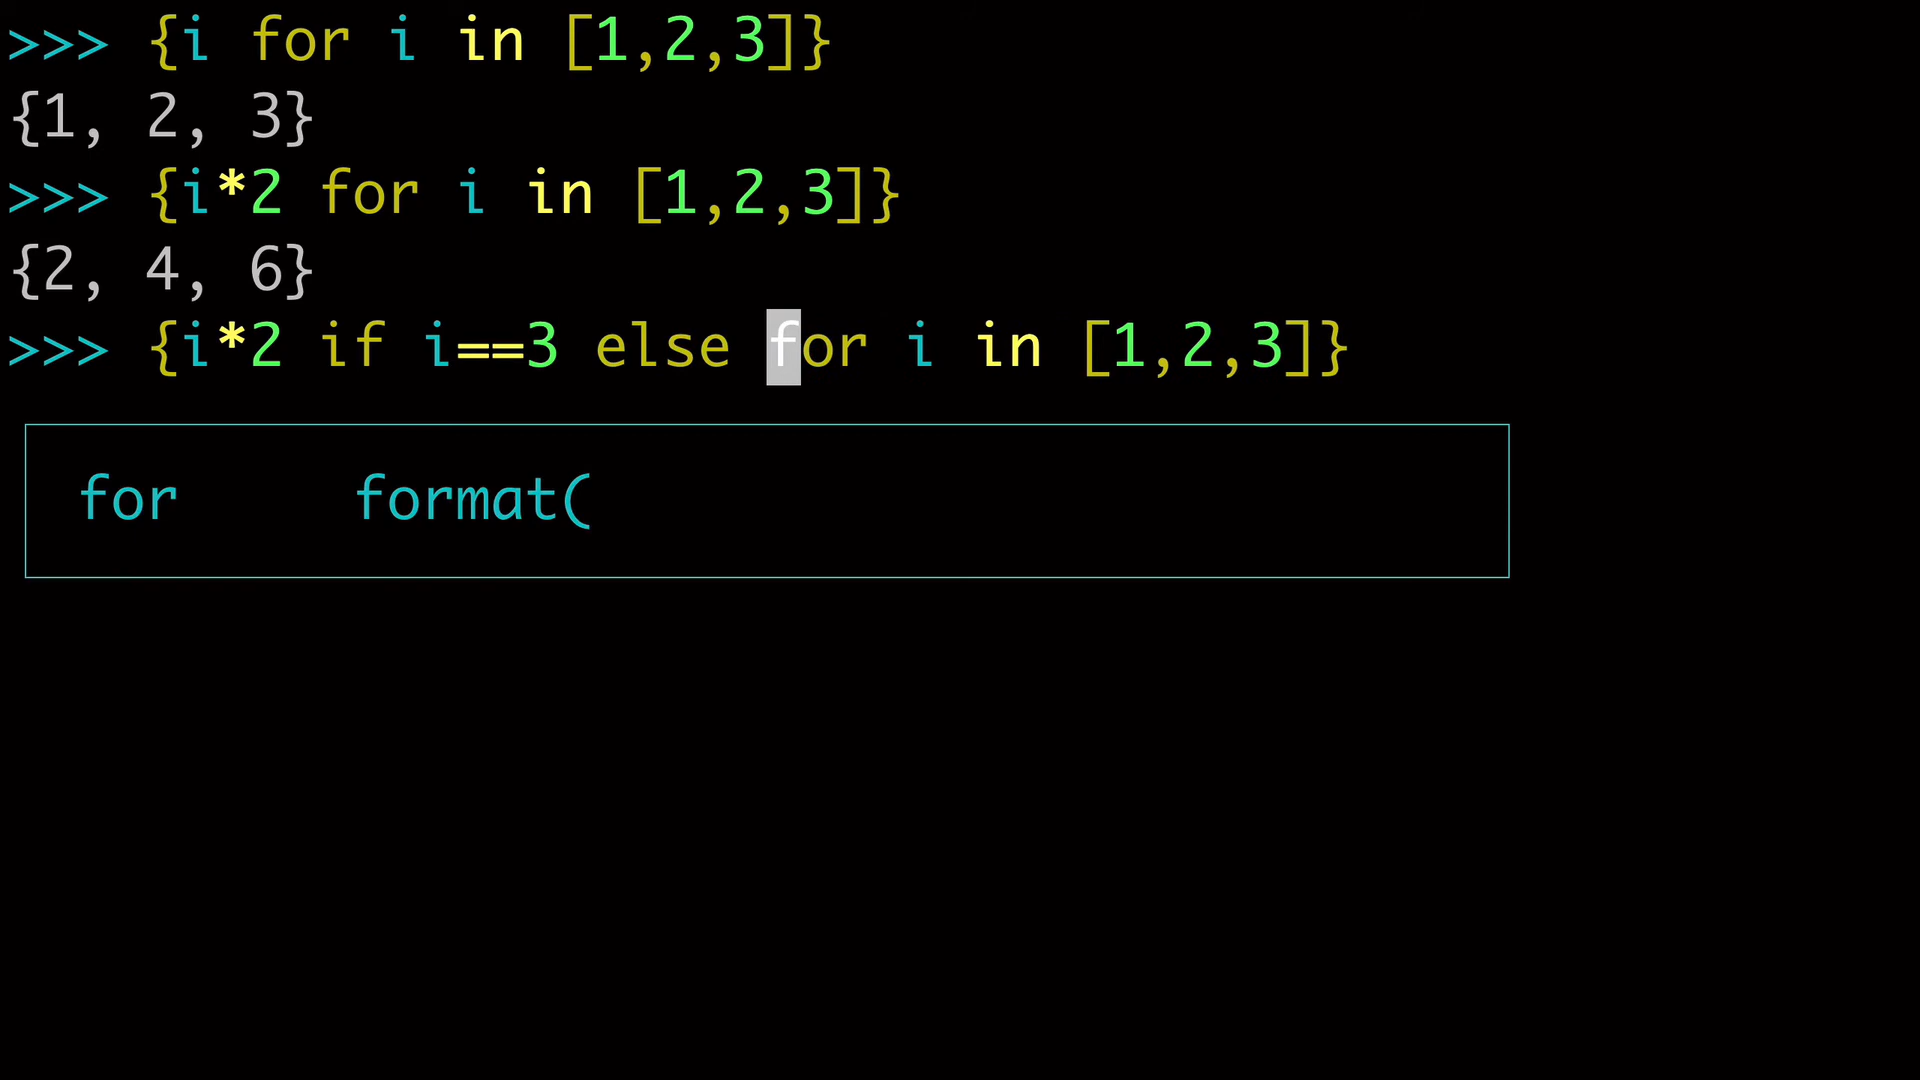 >>> {i for i in [1,2,3]}
{1, 2, 3}
>>> {i*2 for i in [1,2,3]}
{2, 4, 6}
>>> {i*2 if i==3 else for i in [1,2,3]}
for format(